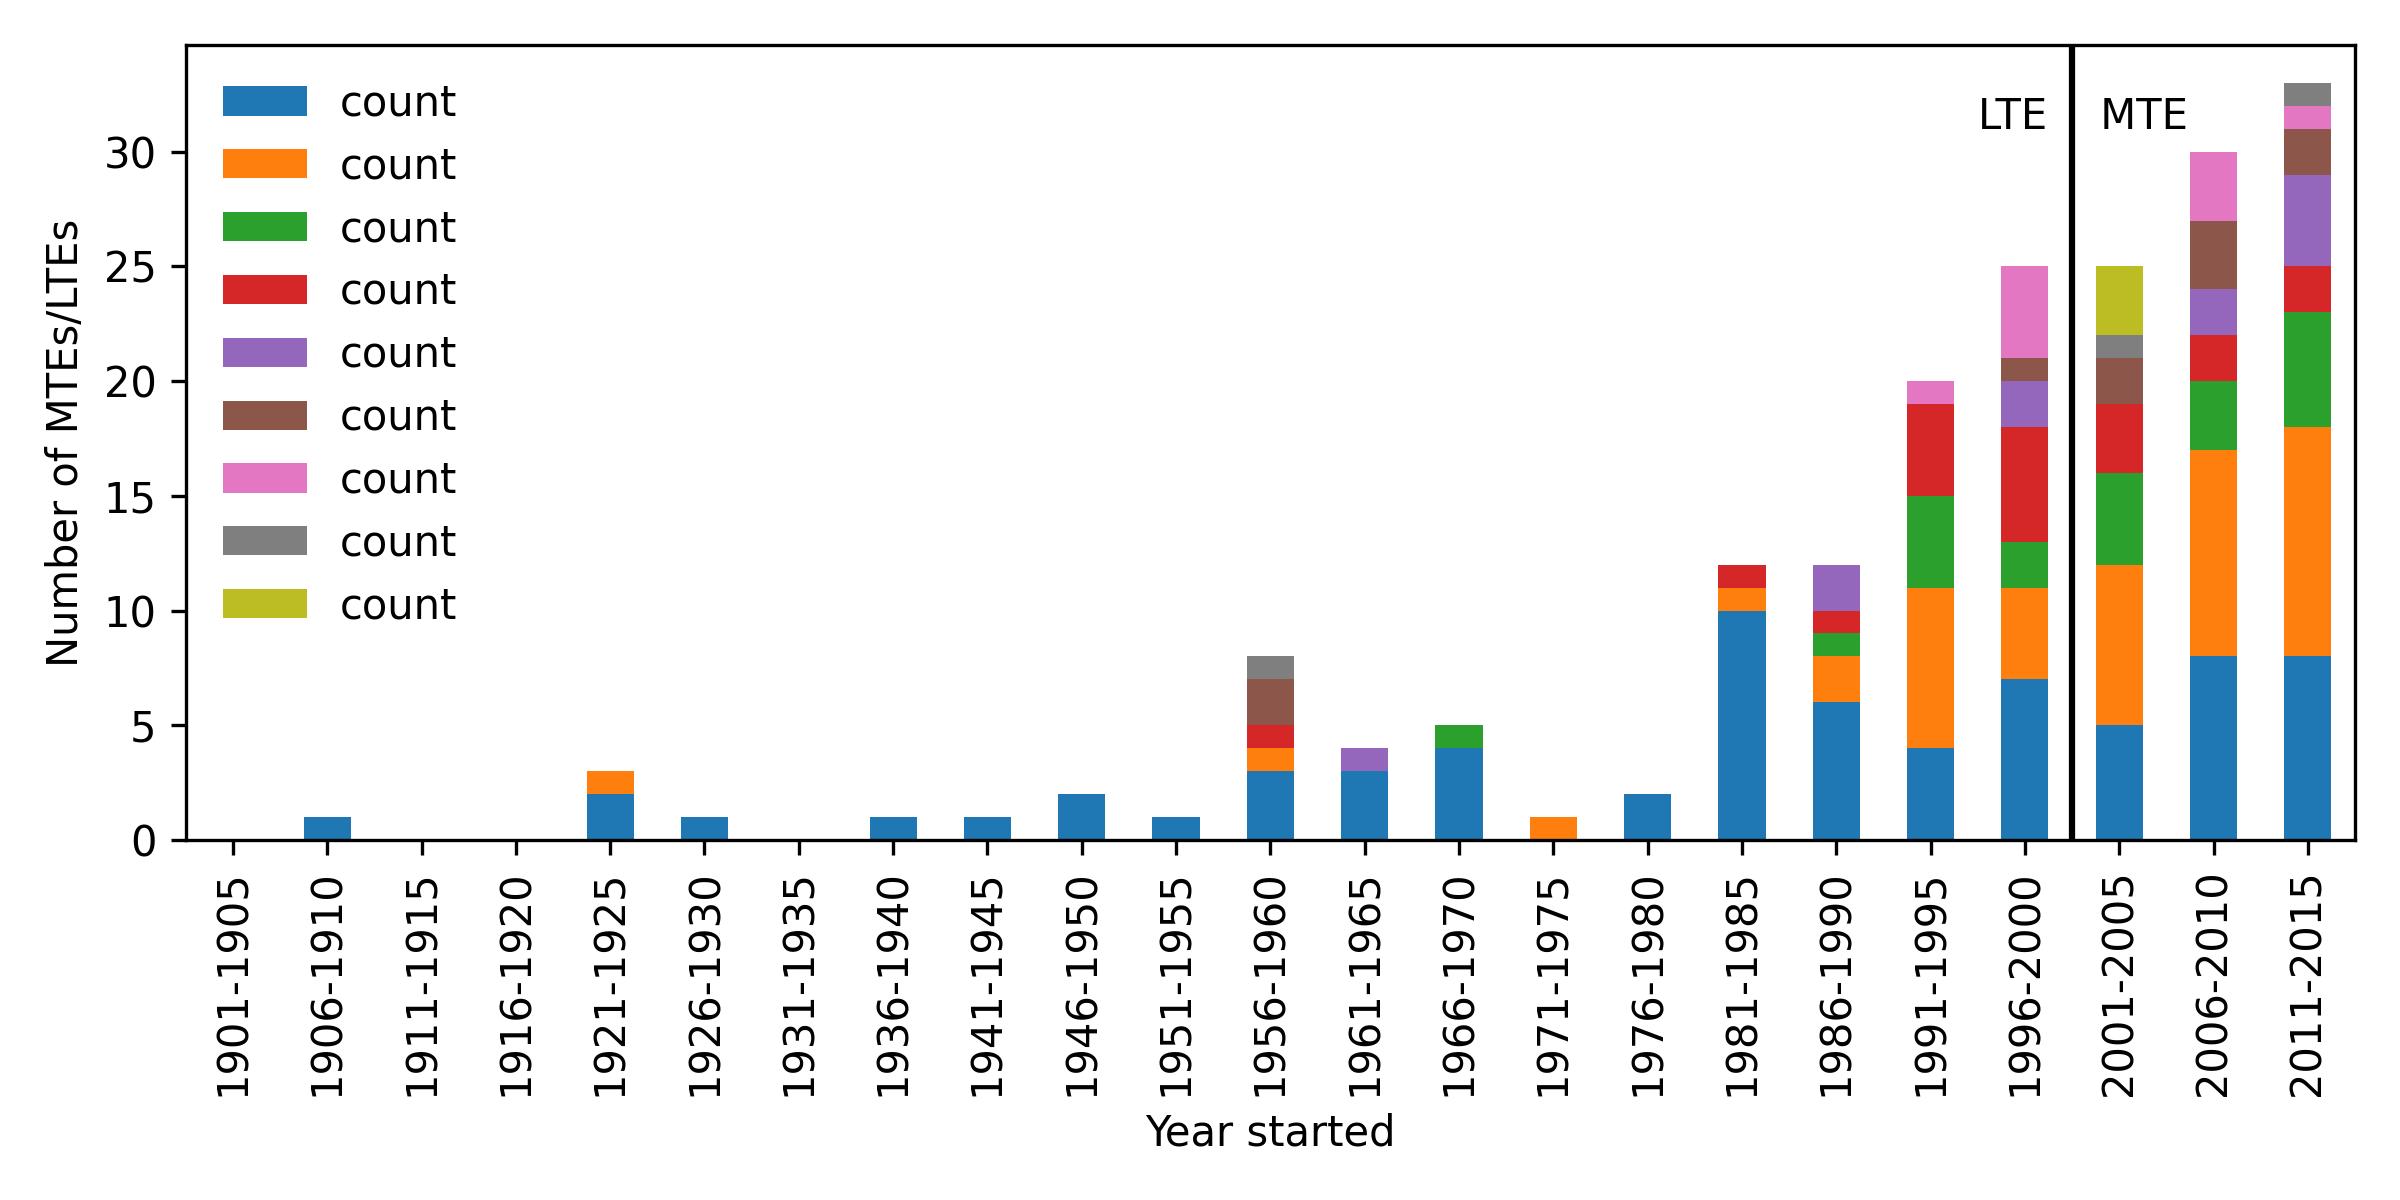 LTE MTE
count
count
count
count
count
count
count
count
count
Number of MTEs/LTEs
30
25
20
15
10
5
0
1901-1905
1906-1910
1911-1915
1916-1920
1921-1925
1926-1930
1931-1935
1936-1940
1941-1945
1946-1950
1951-1955
1956-1960
1961-1965
1966-1970
1971-1975
1976-1980
1981-1985
1986-1990
1991-1995
1996-2000
2001-2005
2006-2010
2011-2015
Year started